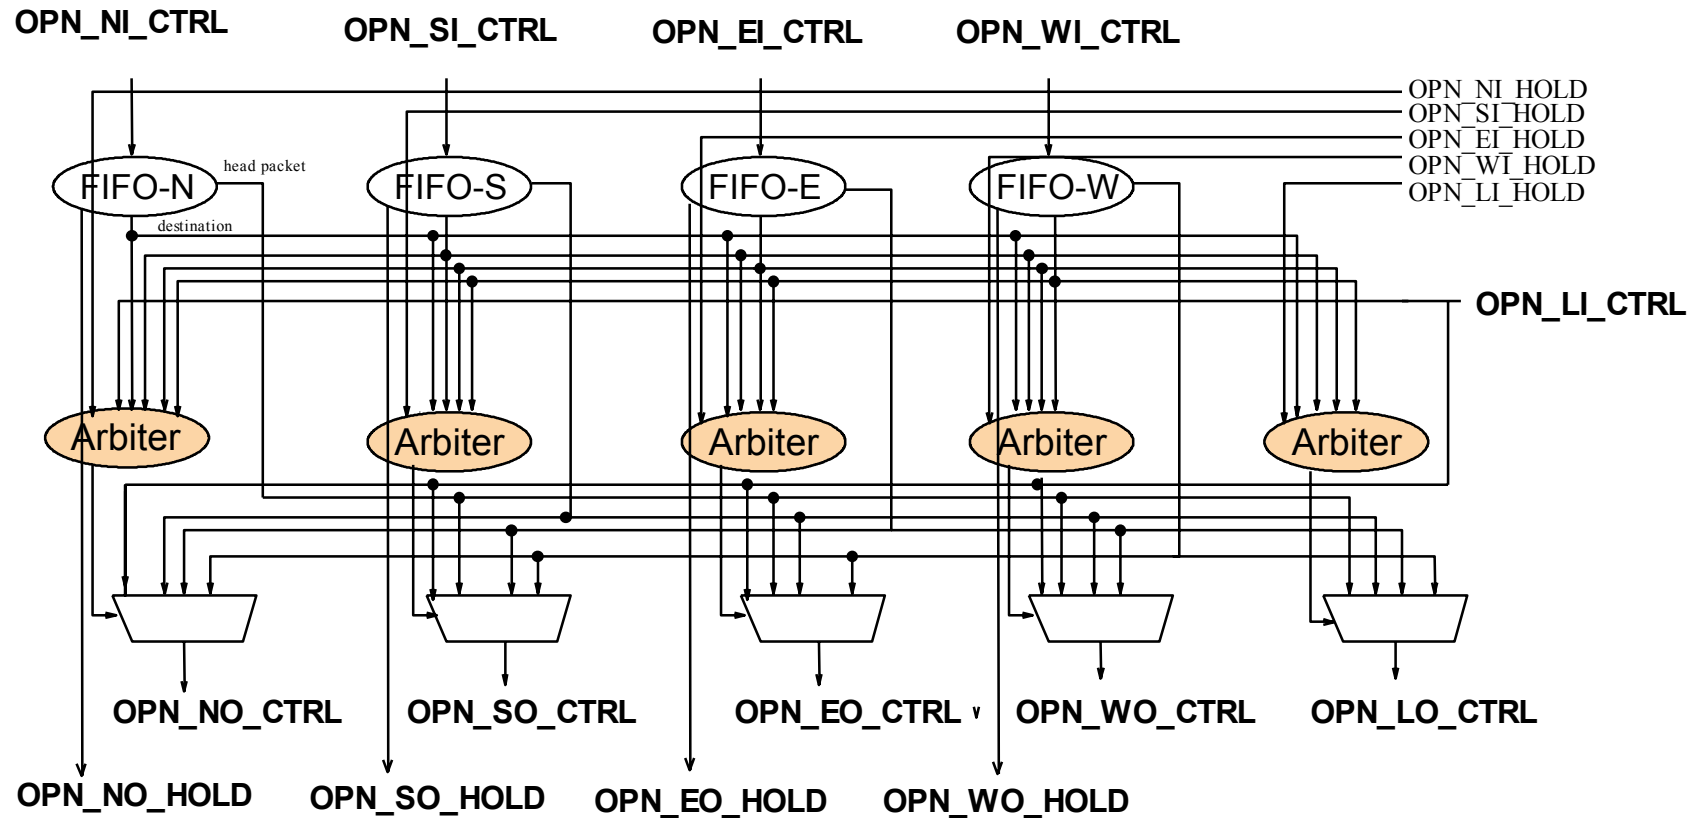 OPN_NI_CTRL OPN_SI_CTRL OPN_EI_CTRL OPN_WI_CTRL
OPN_NI_HOLD
OPN_SI_HOLD
OPN_EI_HOLD
OPN_WI_HOLD
OPN_LI_HOLD
head packet
FIFO-N FIFO-S FIFO-E FIFO-W
destination
OPN_LI_CTRL
Arbiter Arbiter Arbiter Arbiter Arbiter
OPN_NO_CTRL OPN_SO_CTRL OPN_EO_CTRL OPN_WO_CTRL OPN_LO_CTRL
OPN_NO_HOLD OPN_SO_HOLD OPN_EO_HOLD OPN_WO_HOLD